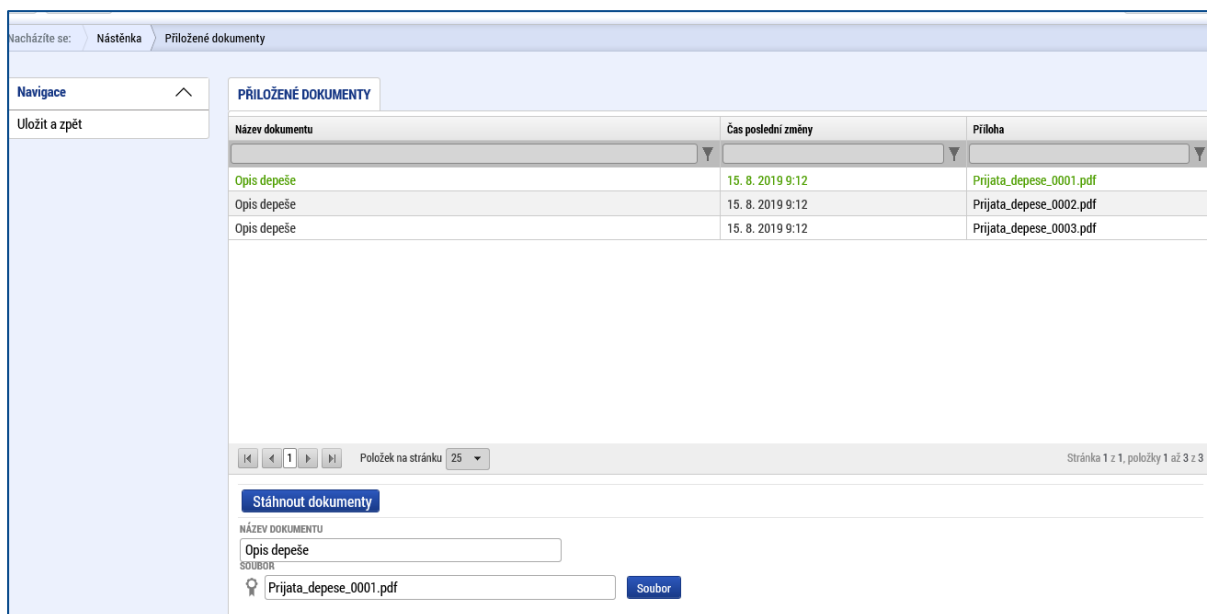 Nacházíte se: Nástěnka Přiložené dokumenty
Navigace
Uložit a zpět
PŘILOŽENÉ DOKUMENTY
Název dokumentu Čas poslední změny Příloha
Opis depeše 15. 8. 2019 9:12 Prijata_depese_0001.pdf
Opis depeše 15. 8. 2019 9:12 Prijata_depese_0002.pdf
Opis depeše 15. 8. 2019 9:12 Prijata_depese_0003.pdf
1 Položek na stránku 25 Stránka 1 z 1, položky 1 až 3 z 3
Stáhnout dokumenty
NÁZEV DOKUMENTU
Opis depeše
SOUBOR
Prijata_depese_0001.pdf Soubor